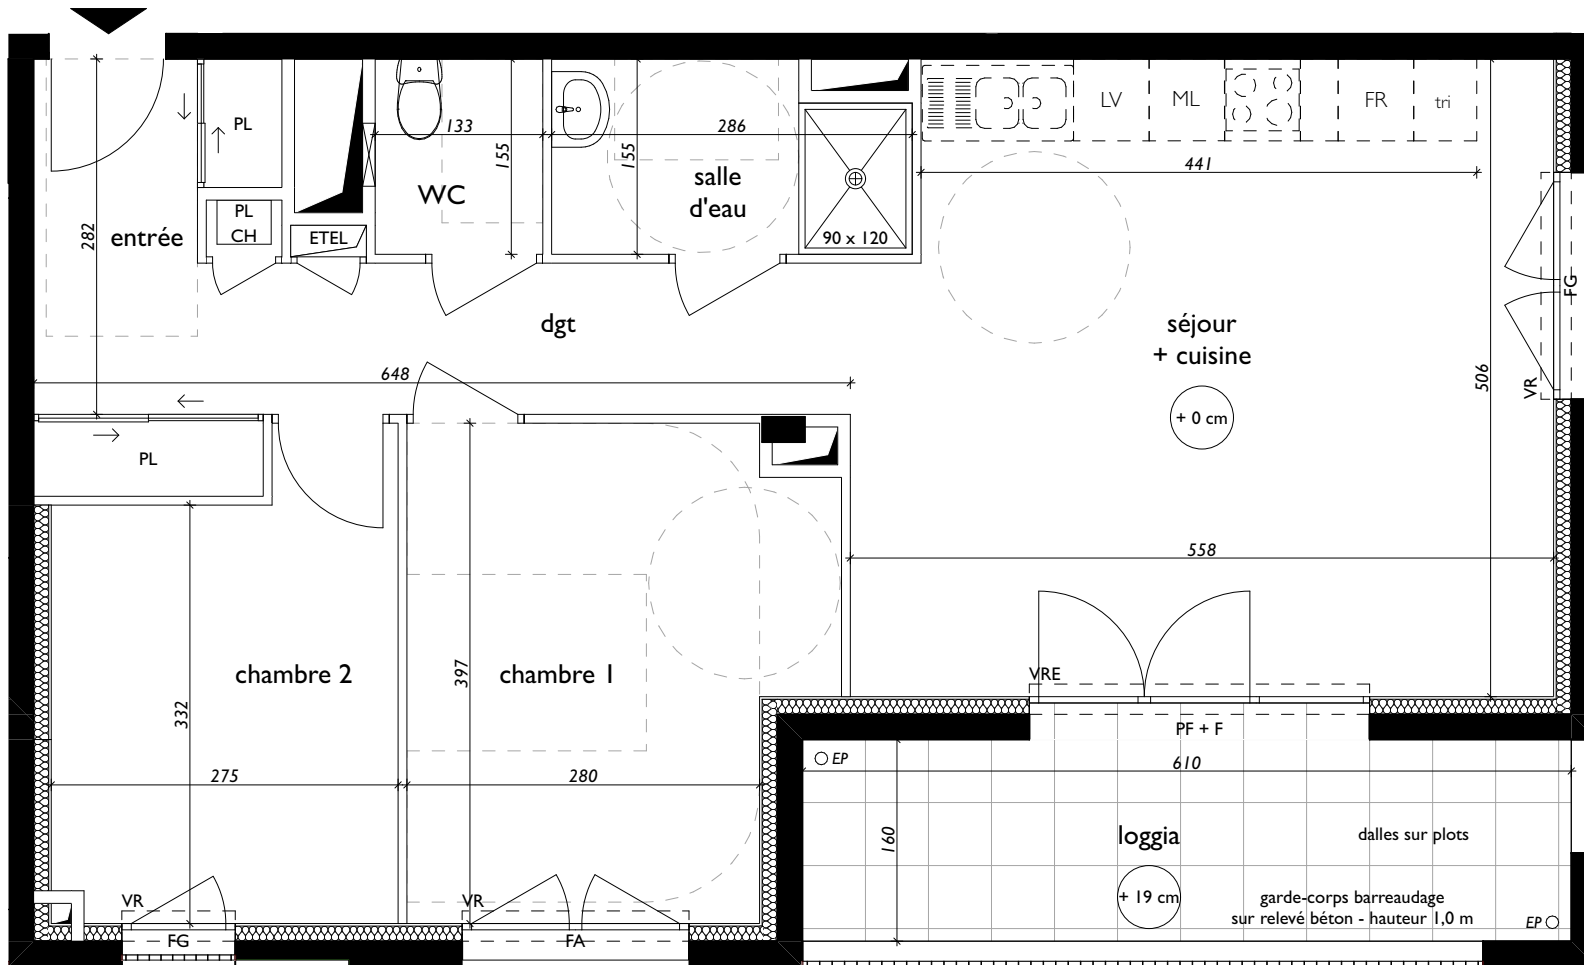 PL
LV
ML
FR
tri
133
286
155
155
441
WC
salle
d'eau
PL
CH
282
entrée
ETEL
90 x 120
FG
dgt
séjour
+ cuisine
648
506
VR
+ 0 cm
PL
558
chambre 2
397
chambre 1
VRE
332
PF + F
EP
610
275
280
160
loggia
dalles sur plots
VR
VR
+ 19 cm
garde-corps barreaudage
sur relevé béton - hauteur 1,0 m
EP
FG
FA